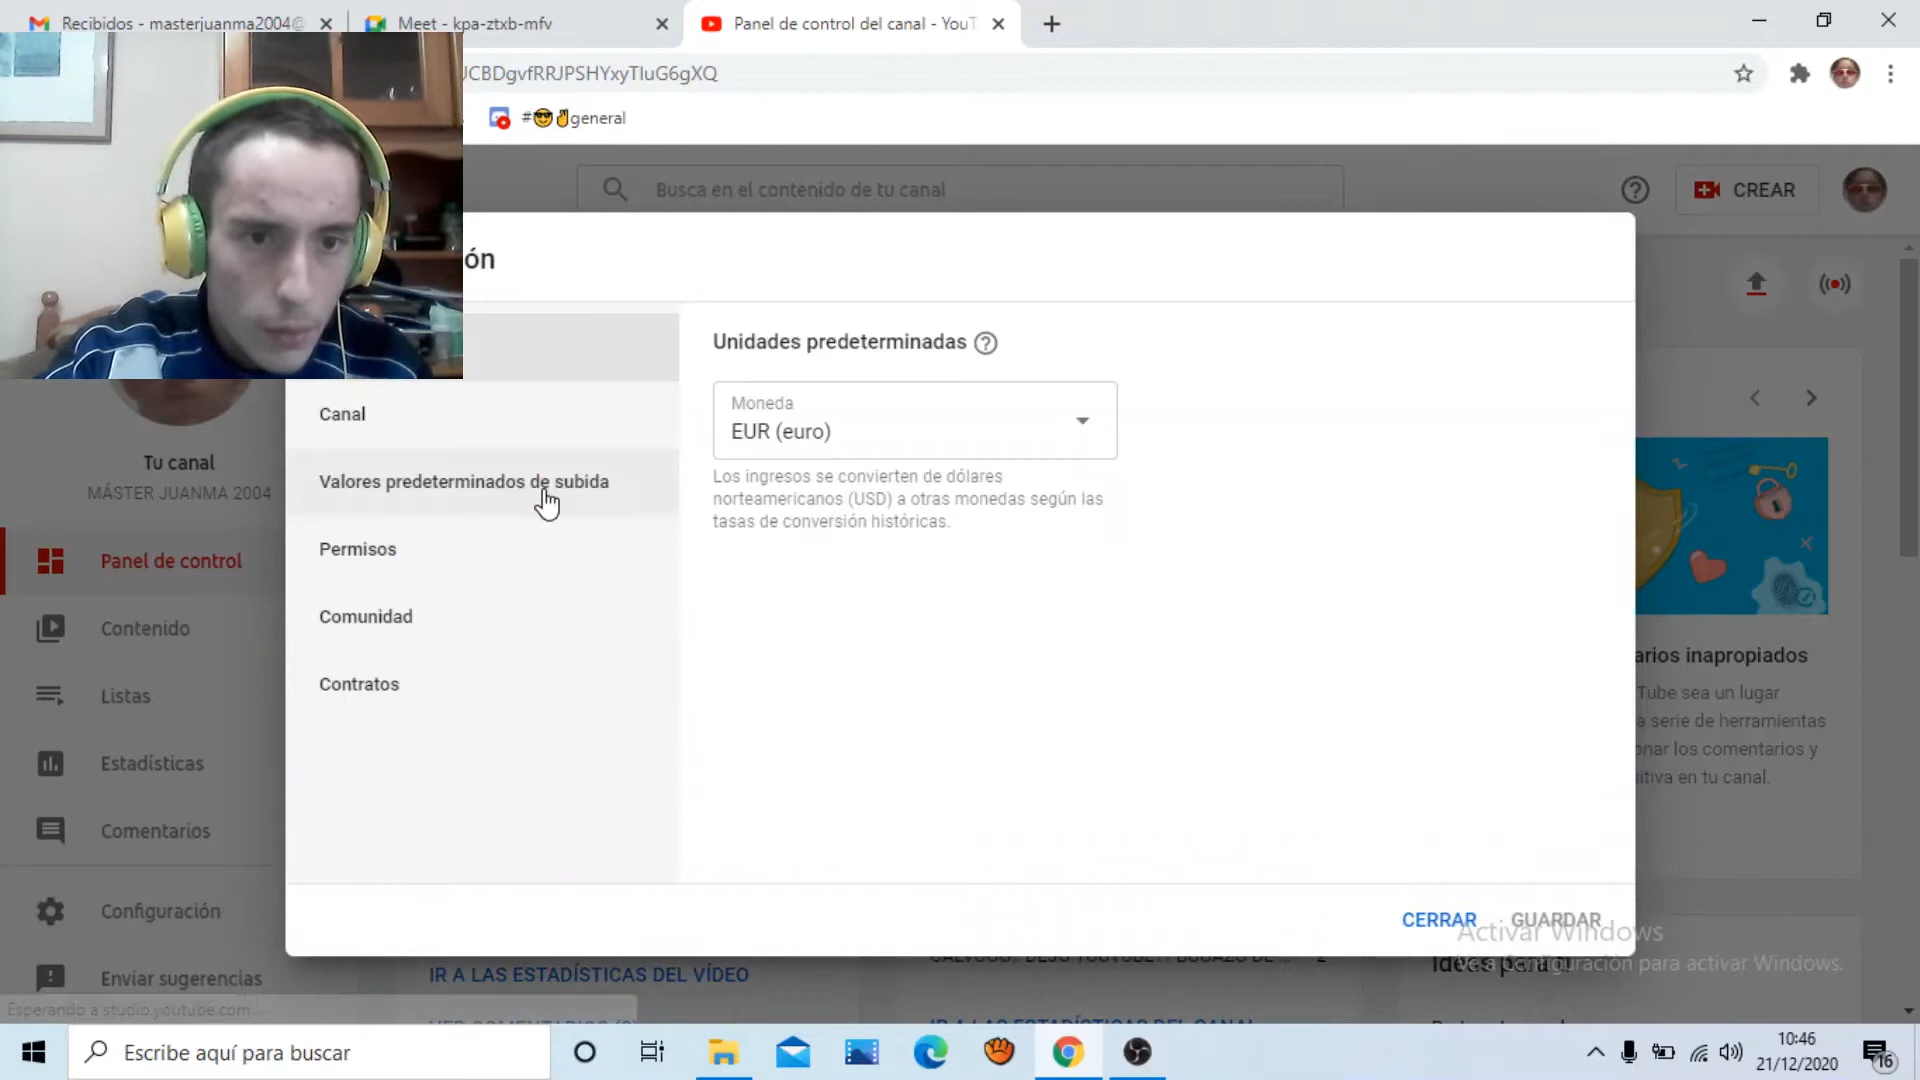 Recibidos - masterjuanma2004@
Meet - kpa-ztxb-mfv
Panel de control del canal - YouT
JCBDgvfRRJPSHYxyTIuG6gXQ
#😎✌general
Busca en el contenido de tu canal
CREAR
ón
Unidades predeterminadas
Moneda
EUR (euro)
Los ingresos se convierten de dólares
norteamericanos (USD) a otras monedas según las
tasas de conversión históricas.
Canal
Valores predeterminados de subida
Permisos
Comunidad
Contratos
Tu canal
MÁSTER JUANMA 2004
Panel de control
Contenido
Listas
Estadísticas
Comentarios
Configuración
Enviar sugerencias
arios inapropiados
Tube sea un lugar
a serie de herramientas
onar los comentarios y
itiva en tu canal.
CERRAR
GUARDAR
Activar Windows
Ve a Configuración para activar Windows.
IR A LAS ESTADÍSTICAS DEL VÍDEO
Esperando a studio.youtube.com...
Escribe aquí para buscar
10:46
21/12/2020
16